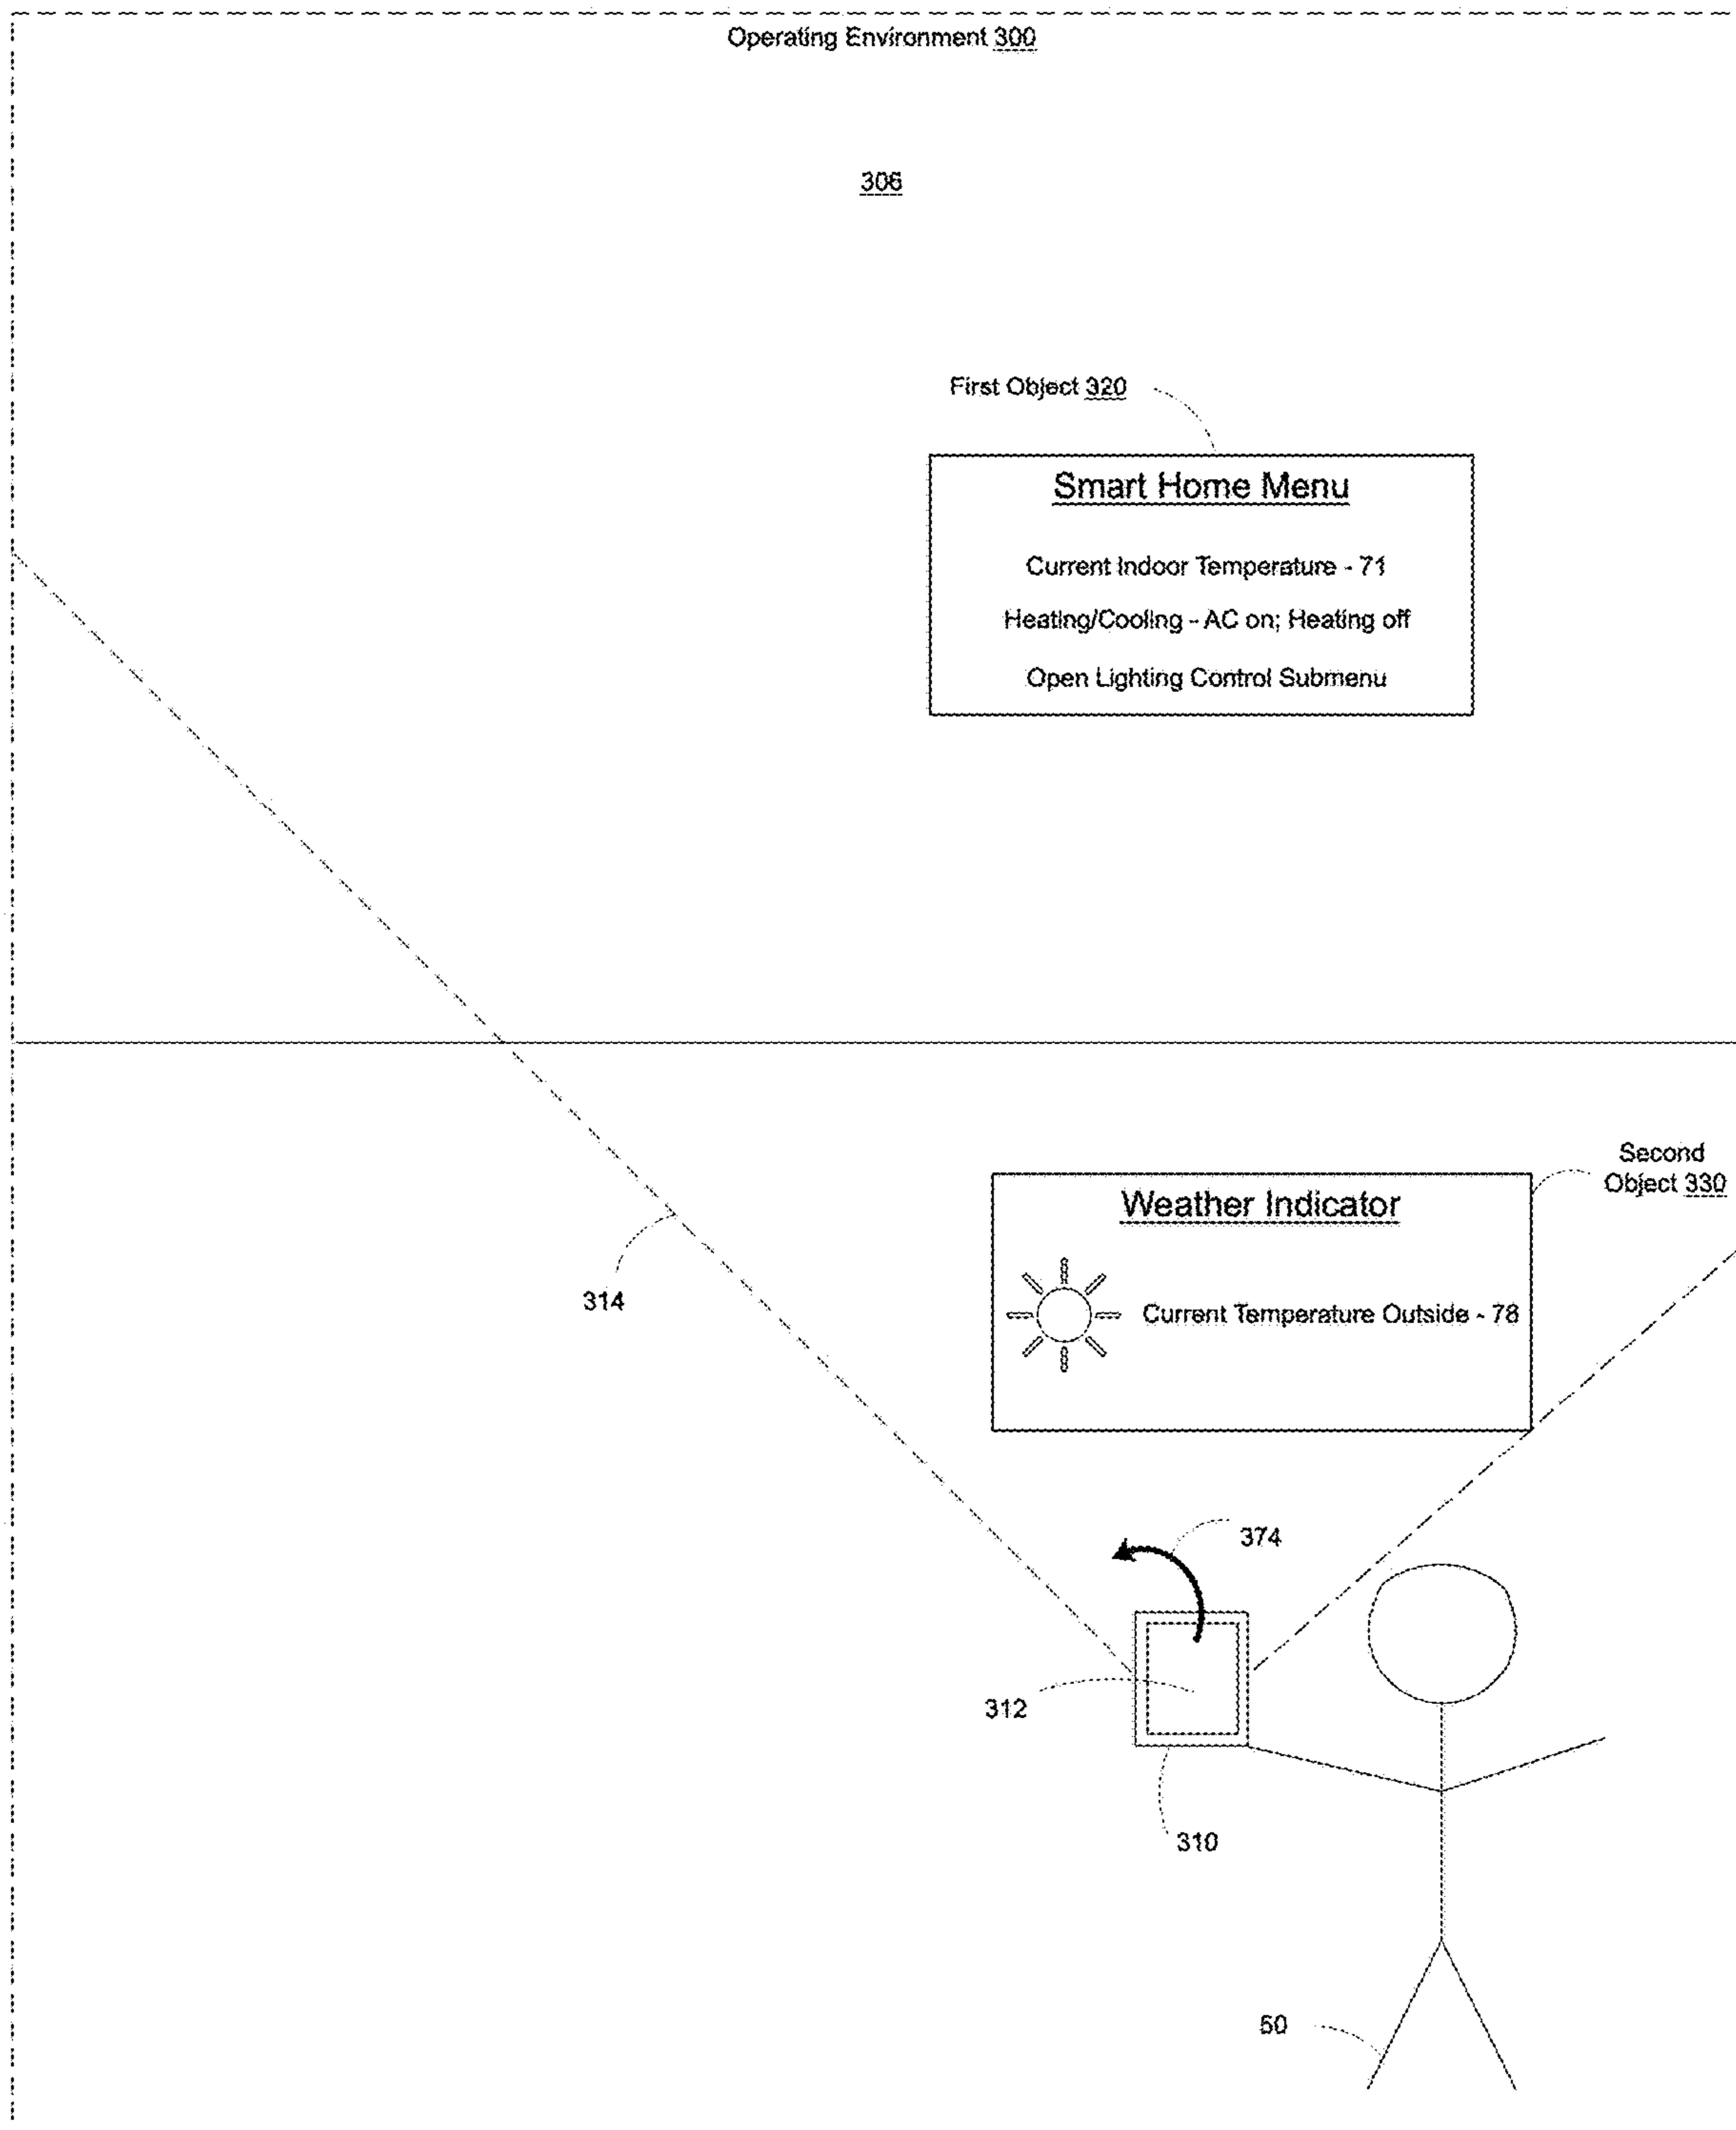 Operating Environment 300
306
First Object 320
Smart Home Menu
Current Indoor Temperature - 71
Heating/Cooling - AC on; Heating off
Open Lighting Control Submenu
Second
Object 330
Weather Indicator
Current Temperature Outside - 78
314
374
312
310
50